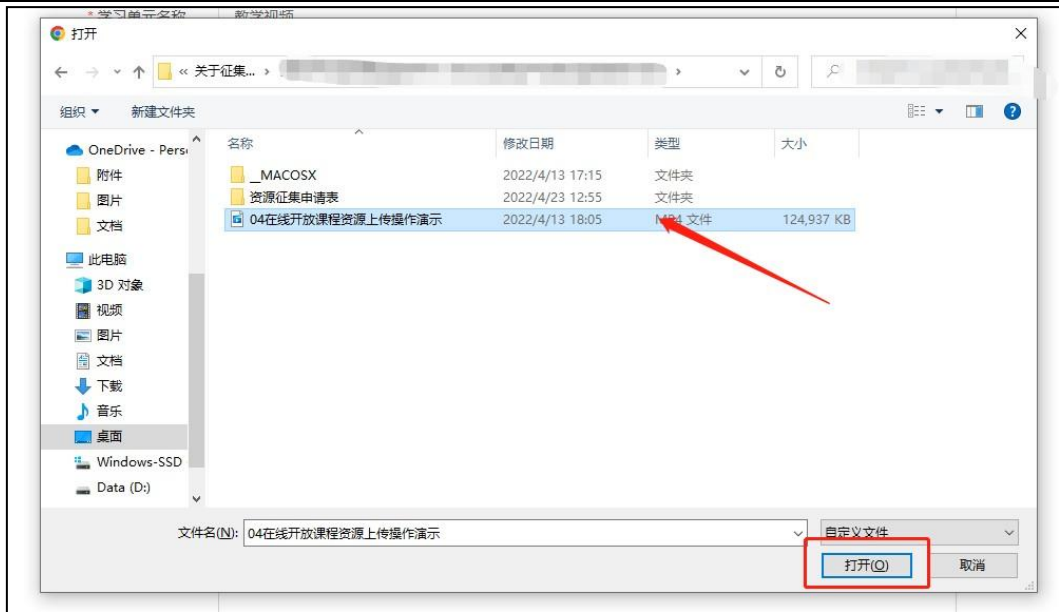 * 学习单元名称 教学视频
打开
« 关于征集... ›
组织 新建文件夹
名称 修改日期 类型 大小
OneDrive - Pers
附件
图片
文档
此电脑
3D 对象
视频
图片
文档
下载
音乐
桌面
Windows-SSD
Data (D:)
__MACOSX 2022/4/13 17:15 文件夹
资源征集申请表 2022/4/23 12:55 文件夹
04在线开放课程资源上传操作演示 2022/4/13 18:05 MP4 文件 124,937 KB
文件名(N): 04在线开放课程资源上传操作演示 自定义文件
打开(O) 取消